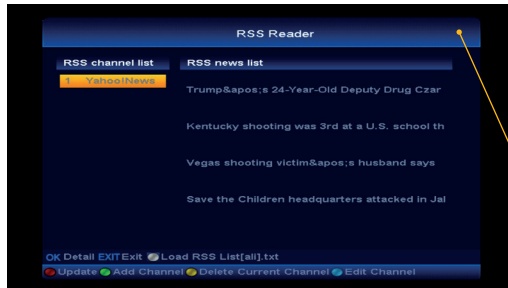 RSS Reader
RSS channel list RSS news list
1 Yahoo!News
Trump&apos;s 24-Year-Old Deputy Drug Czar
Kentucky shooting was 3rd at a U.S. school th
Vegas shooting victim&apos;s husband says
Save the Children headquarters attacked in Jal
OK Detail EXIT Exit Load RSS List[ali].txt
Update Add Channel Delete Current Channel Edit Channel